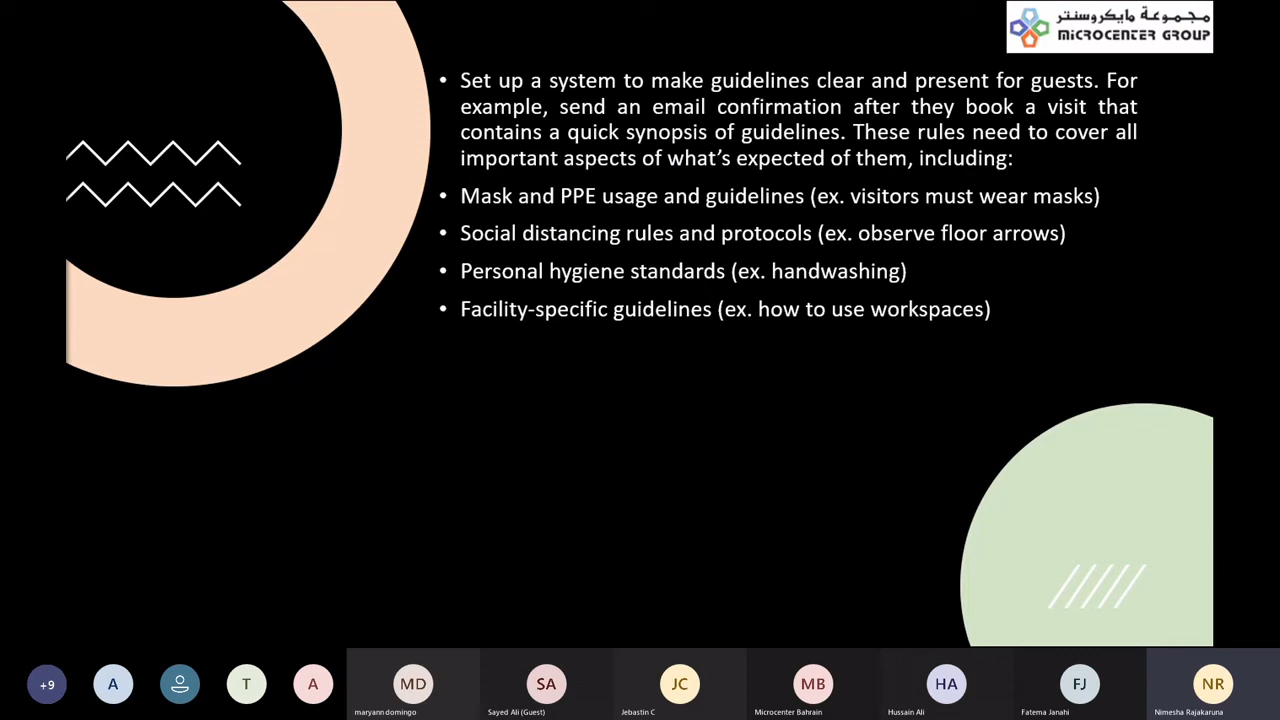 مجموعة مايكروسنتر
MICROCENTER GROUP
• Set up a system to make guidelines clear and present for guests. For
example, send an email confirmation after they book a visit that
contains a quick synopsis of guidelines. These rules need to cover all
important aspects of what’s expected of them, including:
• Mask and PPE usage and guidelines (ex. visitors must wear masks)
• Social distancing rules and protocols (ex. observe floor arrows)
• Personal hygiene standards (ex. handwashing)
• Facility-specific guidelines (ex. how to use workspaces)
+9 A T A MD SA JC MB HA FJ NR
maryann domingo Sayed Ali (Guest) Jebastin C Microcenter Bahrain Hussain Ali Fatema Janahi Nimesha Rajakaruna